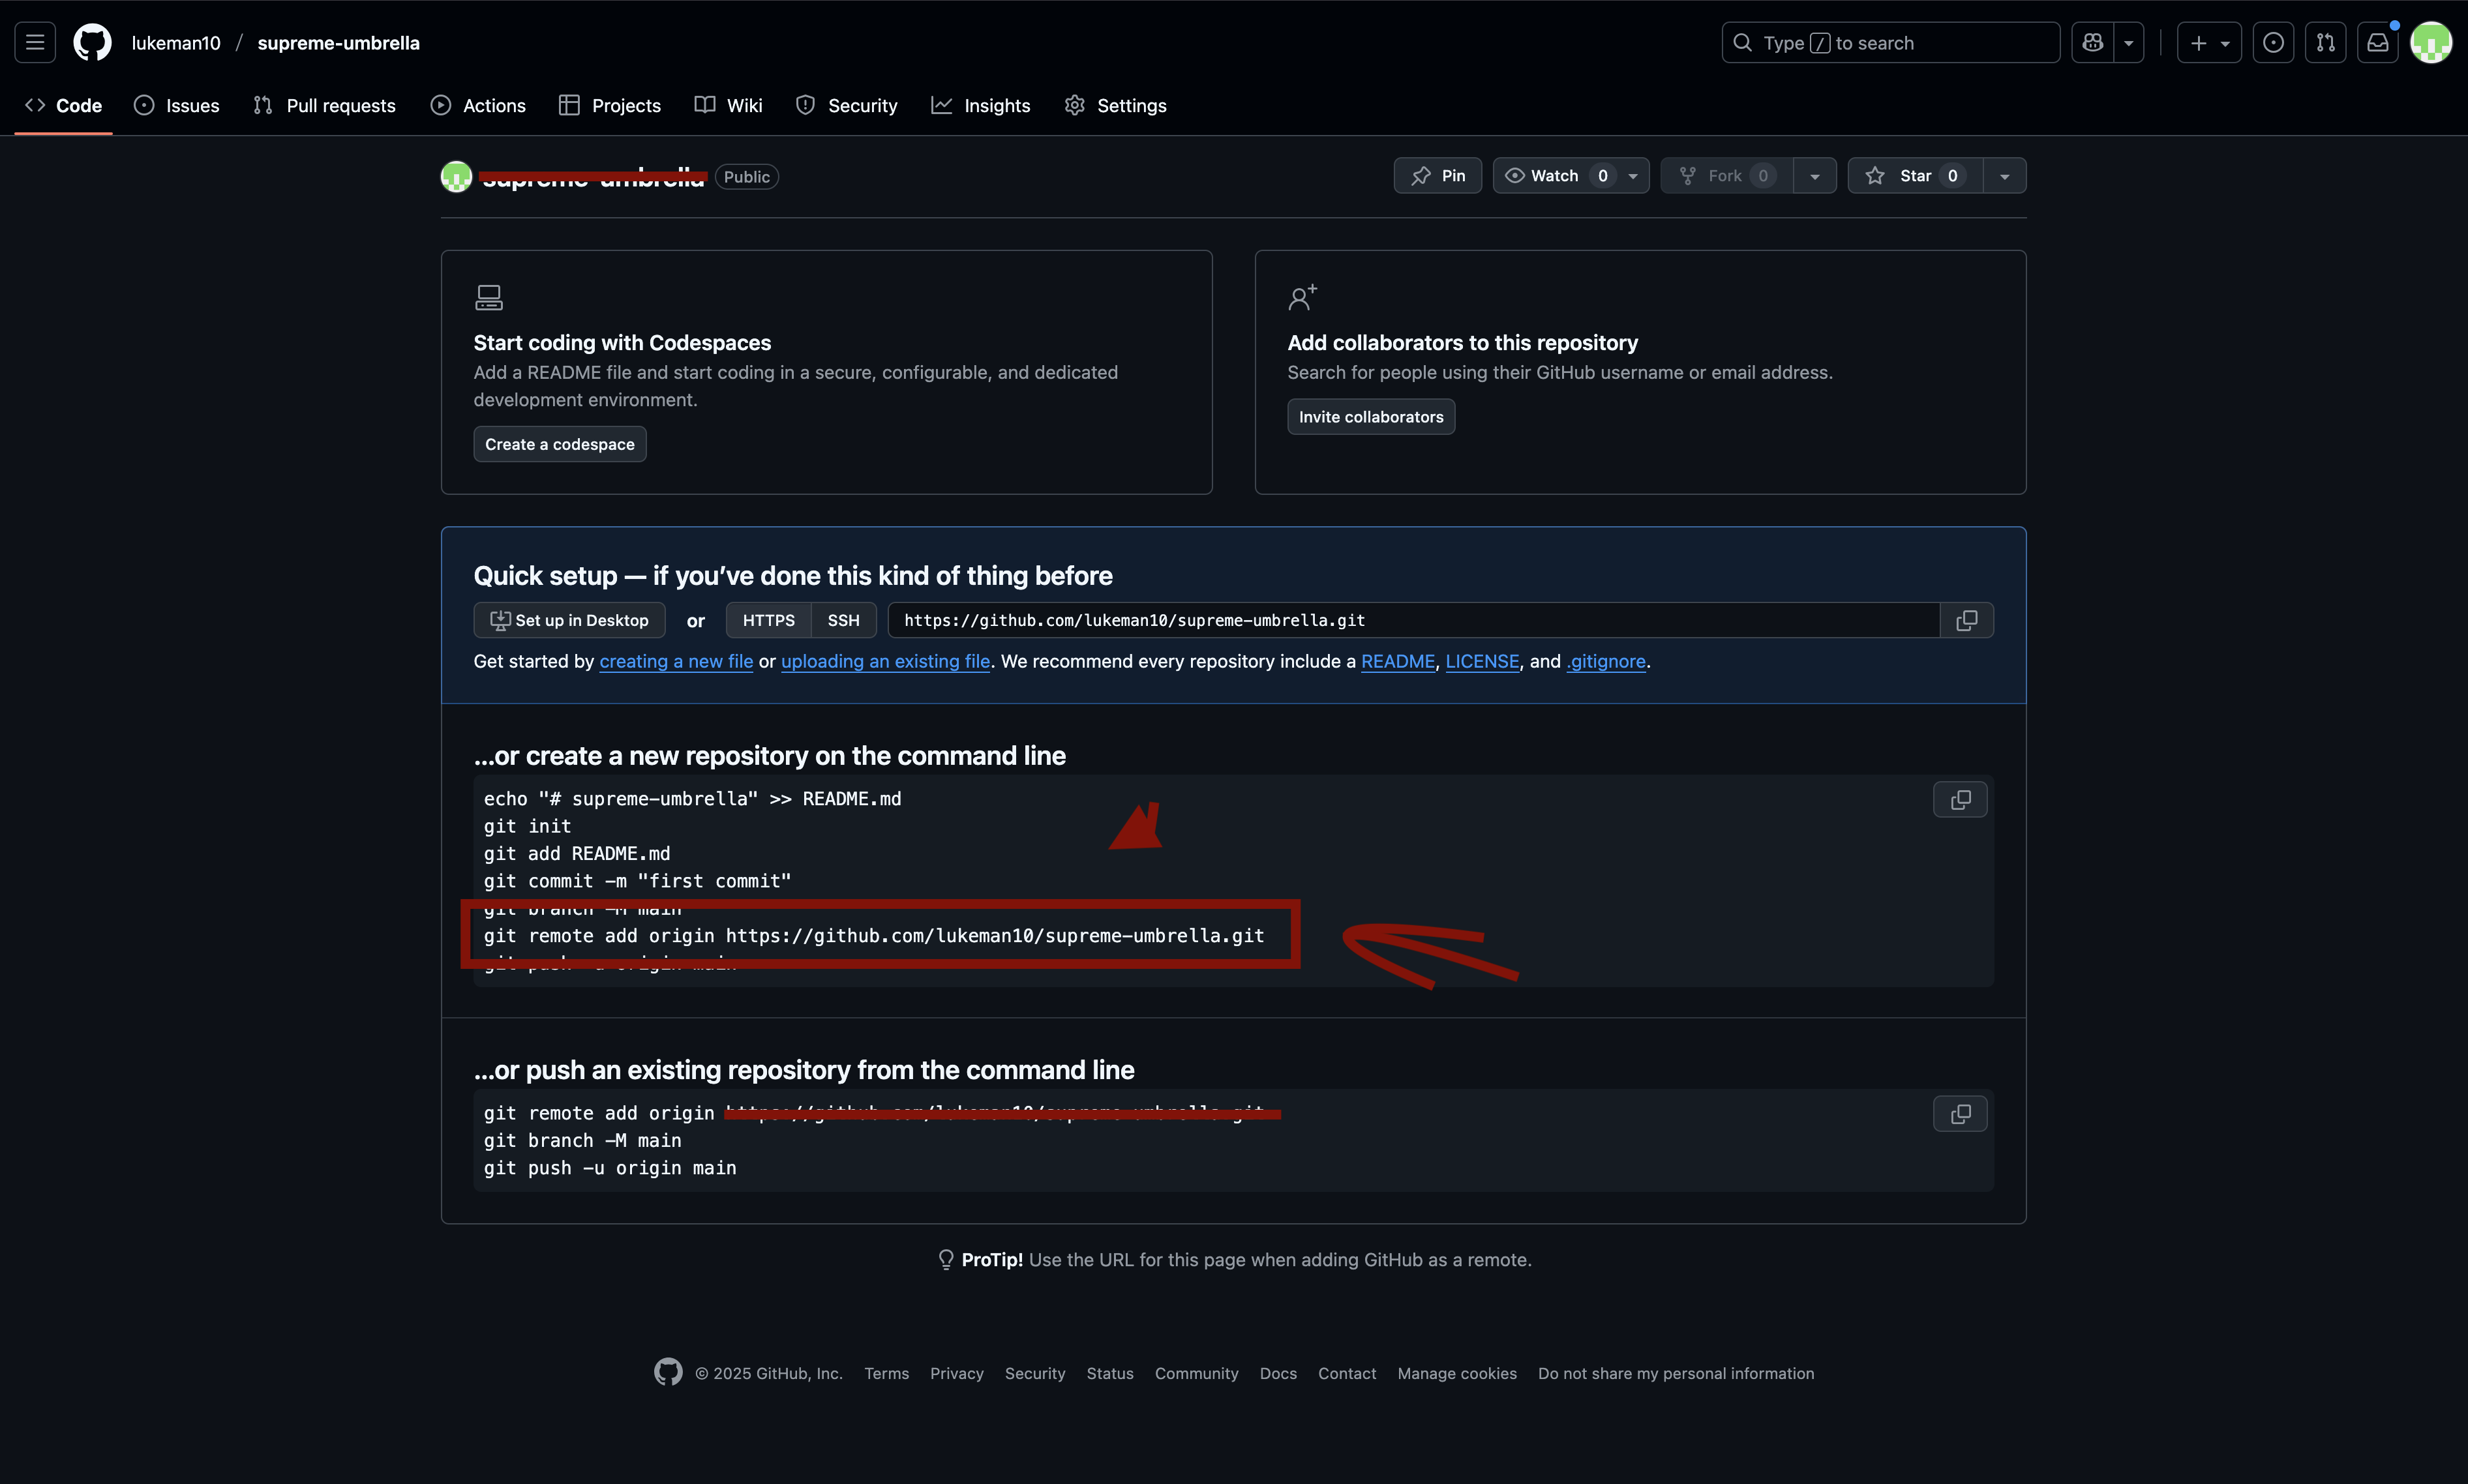 lukeman10 / supreme-umbrella
Type / to search
Code Issues Pull requests Actions Projects Wiki Security Insights Settings
supreme-umbrella Public
Pin Watch 0 Fork 0 Star 0
Start coding with Codespaces
Add a README file and start coding in a secure, configurable, and dedicated
development environment.
Create a codespace
Add collaborators to this repository
Search for people using their GitHub username or email address.
Invite collaborators
Quick setup — if you’ve done this kind of thing before
Set up in Desktop or HTTPS SSH https://github.com/lukeman10/supreme-umbrella.git
Get started by creating a new file or uploading an existing file. We recommend every repository include a README, LICENSE, and .gitignore.
…or create a new repository on the command line
echo "# supreme-umbrella" >> README.md
git init
git add README.md
git commit -m "first commit"
git branch -M main
git remote add origin https://github.com/lukeman10/supreme-umbrella.git
git push -u origin main
…or push an existing repository from the command line
git remote add origin https://github.com/lukeman10/supreme-umbrella.git
git branch -M main
git push -u origin main
ProTip! Use the URL for this page when adding GitHub as a remote.
© 2025 GitHub, Inc. Terms Privacy Security Status Community Docs Contact Manage cookies Do not share my personal information